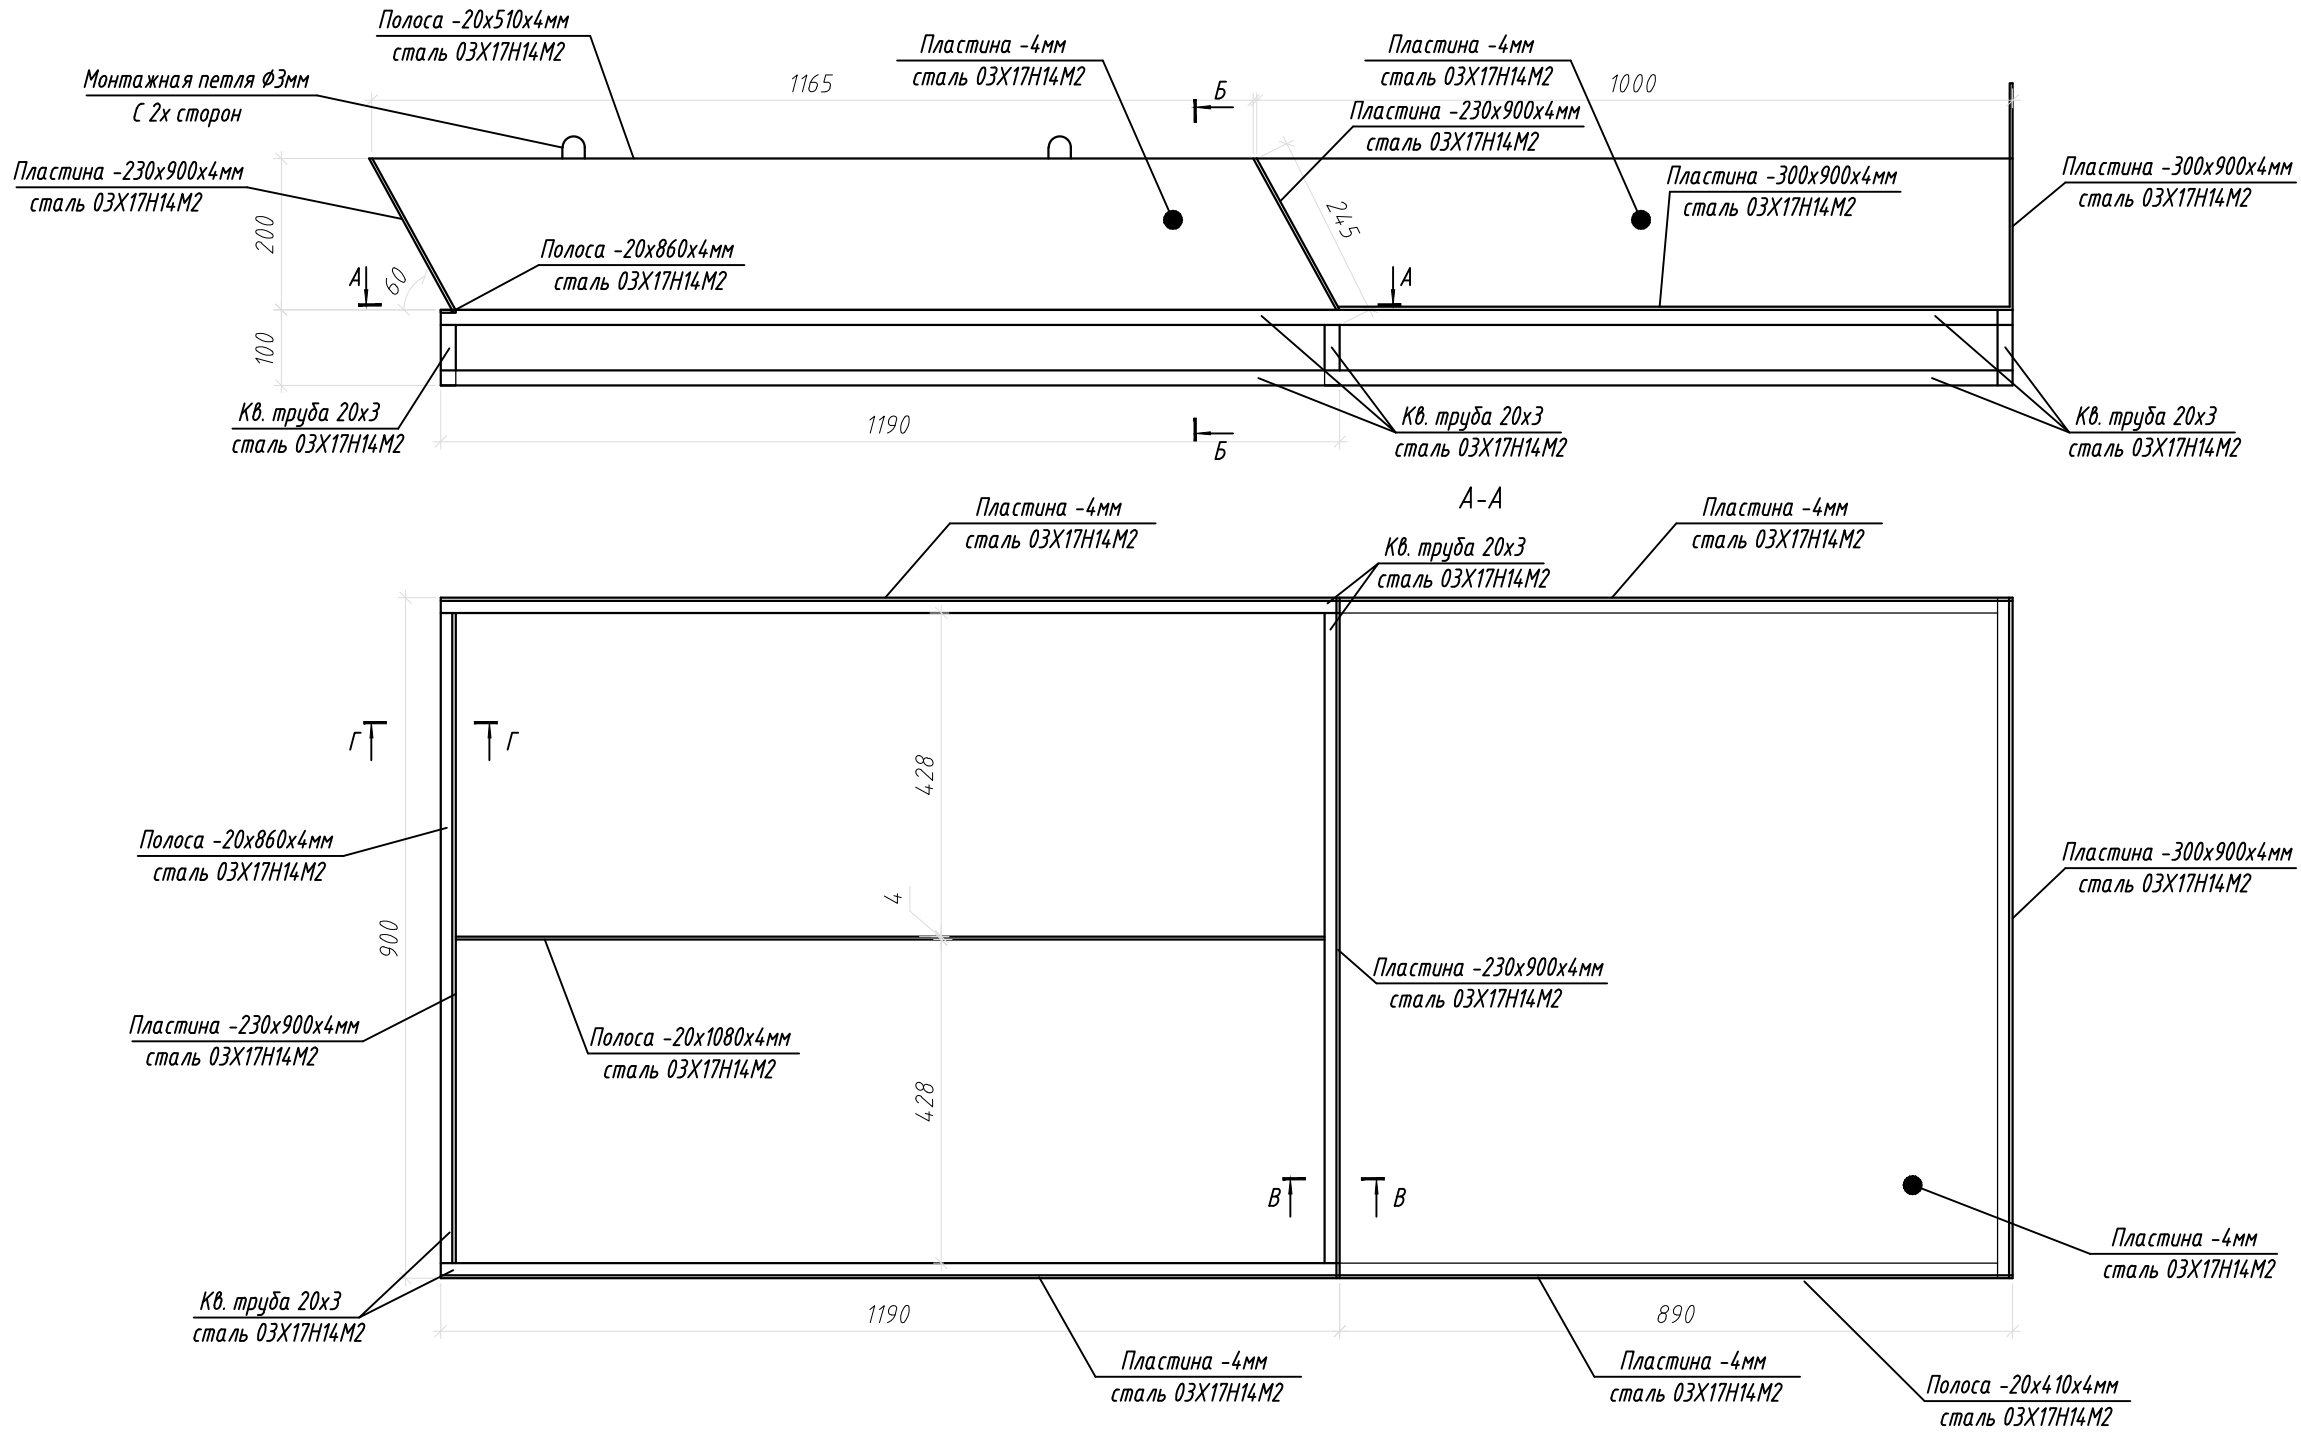 Полоса -20х510х4мм
сталь 03Х17Н14М2
Монтажная петля Ф3мм
С 2х сторон
Пластина -4мм
сталь 03Х17Н14М2
Пластина -4мм
сталь 03Х17Н14М2
1165
Б
1000
Пластина -230х900х4мм
сталь 03Х17Н14М2
Пластина -230х900х4мм
сталь 03Х17Н14М2
Пластина -300х900х4мм
сталь 03Х17Н14М2
Пластина -300х900х4мм
сталь 03Х17Н14М2
200
245
Полоса -20х860х4мм
сталь 03Х17Н14М2
А
60
А
100
Кв. труба 20х3
сталь 03Х17Н14М2
1190
Б
Кв. труба 20х3
сталь 03Х17Н14М2
Кв. труба 20х3
сталь 03Х17Н14М2
А-А
Пластина -4мм
сталь 03Х17Н14М2
Кв. труба 20х3
сталь 03Х17Н14М2
Пластина -4мм
сталь 03Х17Н14М2
Г
Г
428
Полоса -20х860х4мм
сталь 03Х17Н14М2
4
900
Пластина -300х900х4мм
сталь 03Х17Н14М2
Пластина -230х900х4мм
сталь 03Х17Н14М2
Пластина -230х900х4мм
сталь 03Х17Н14М2
Полоса -20х1080х4мм
сталь 03Х17Н14М2
428
В
В
Пластина -4мм
сталь 03Х17Н14М2
Кв. труба 20х3
сталь 03Х17Н14М2
1190
890
Пластина -4мм
сталь 03Х17Н14М2
Пластина -4мм
сталь 03Х17Н14М2
Полоса -20х410х4мм
сталь 03Х17Н14М2